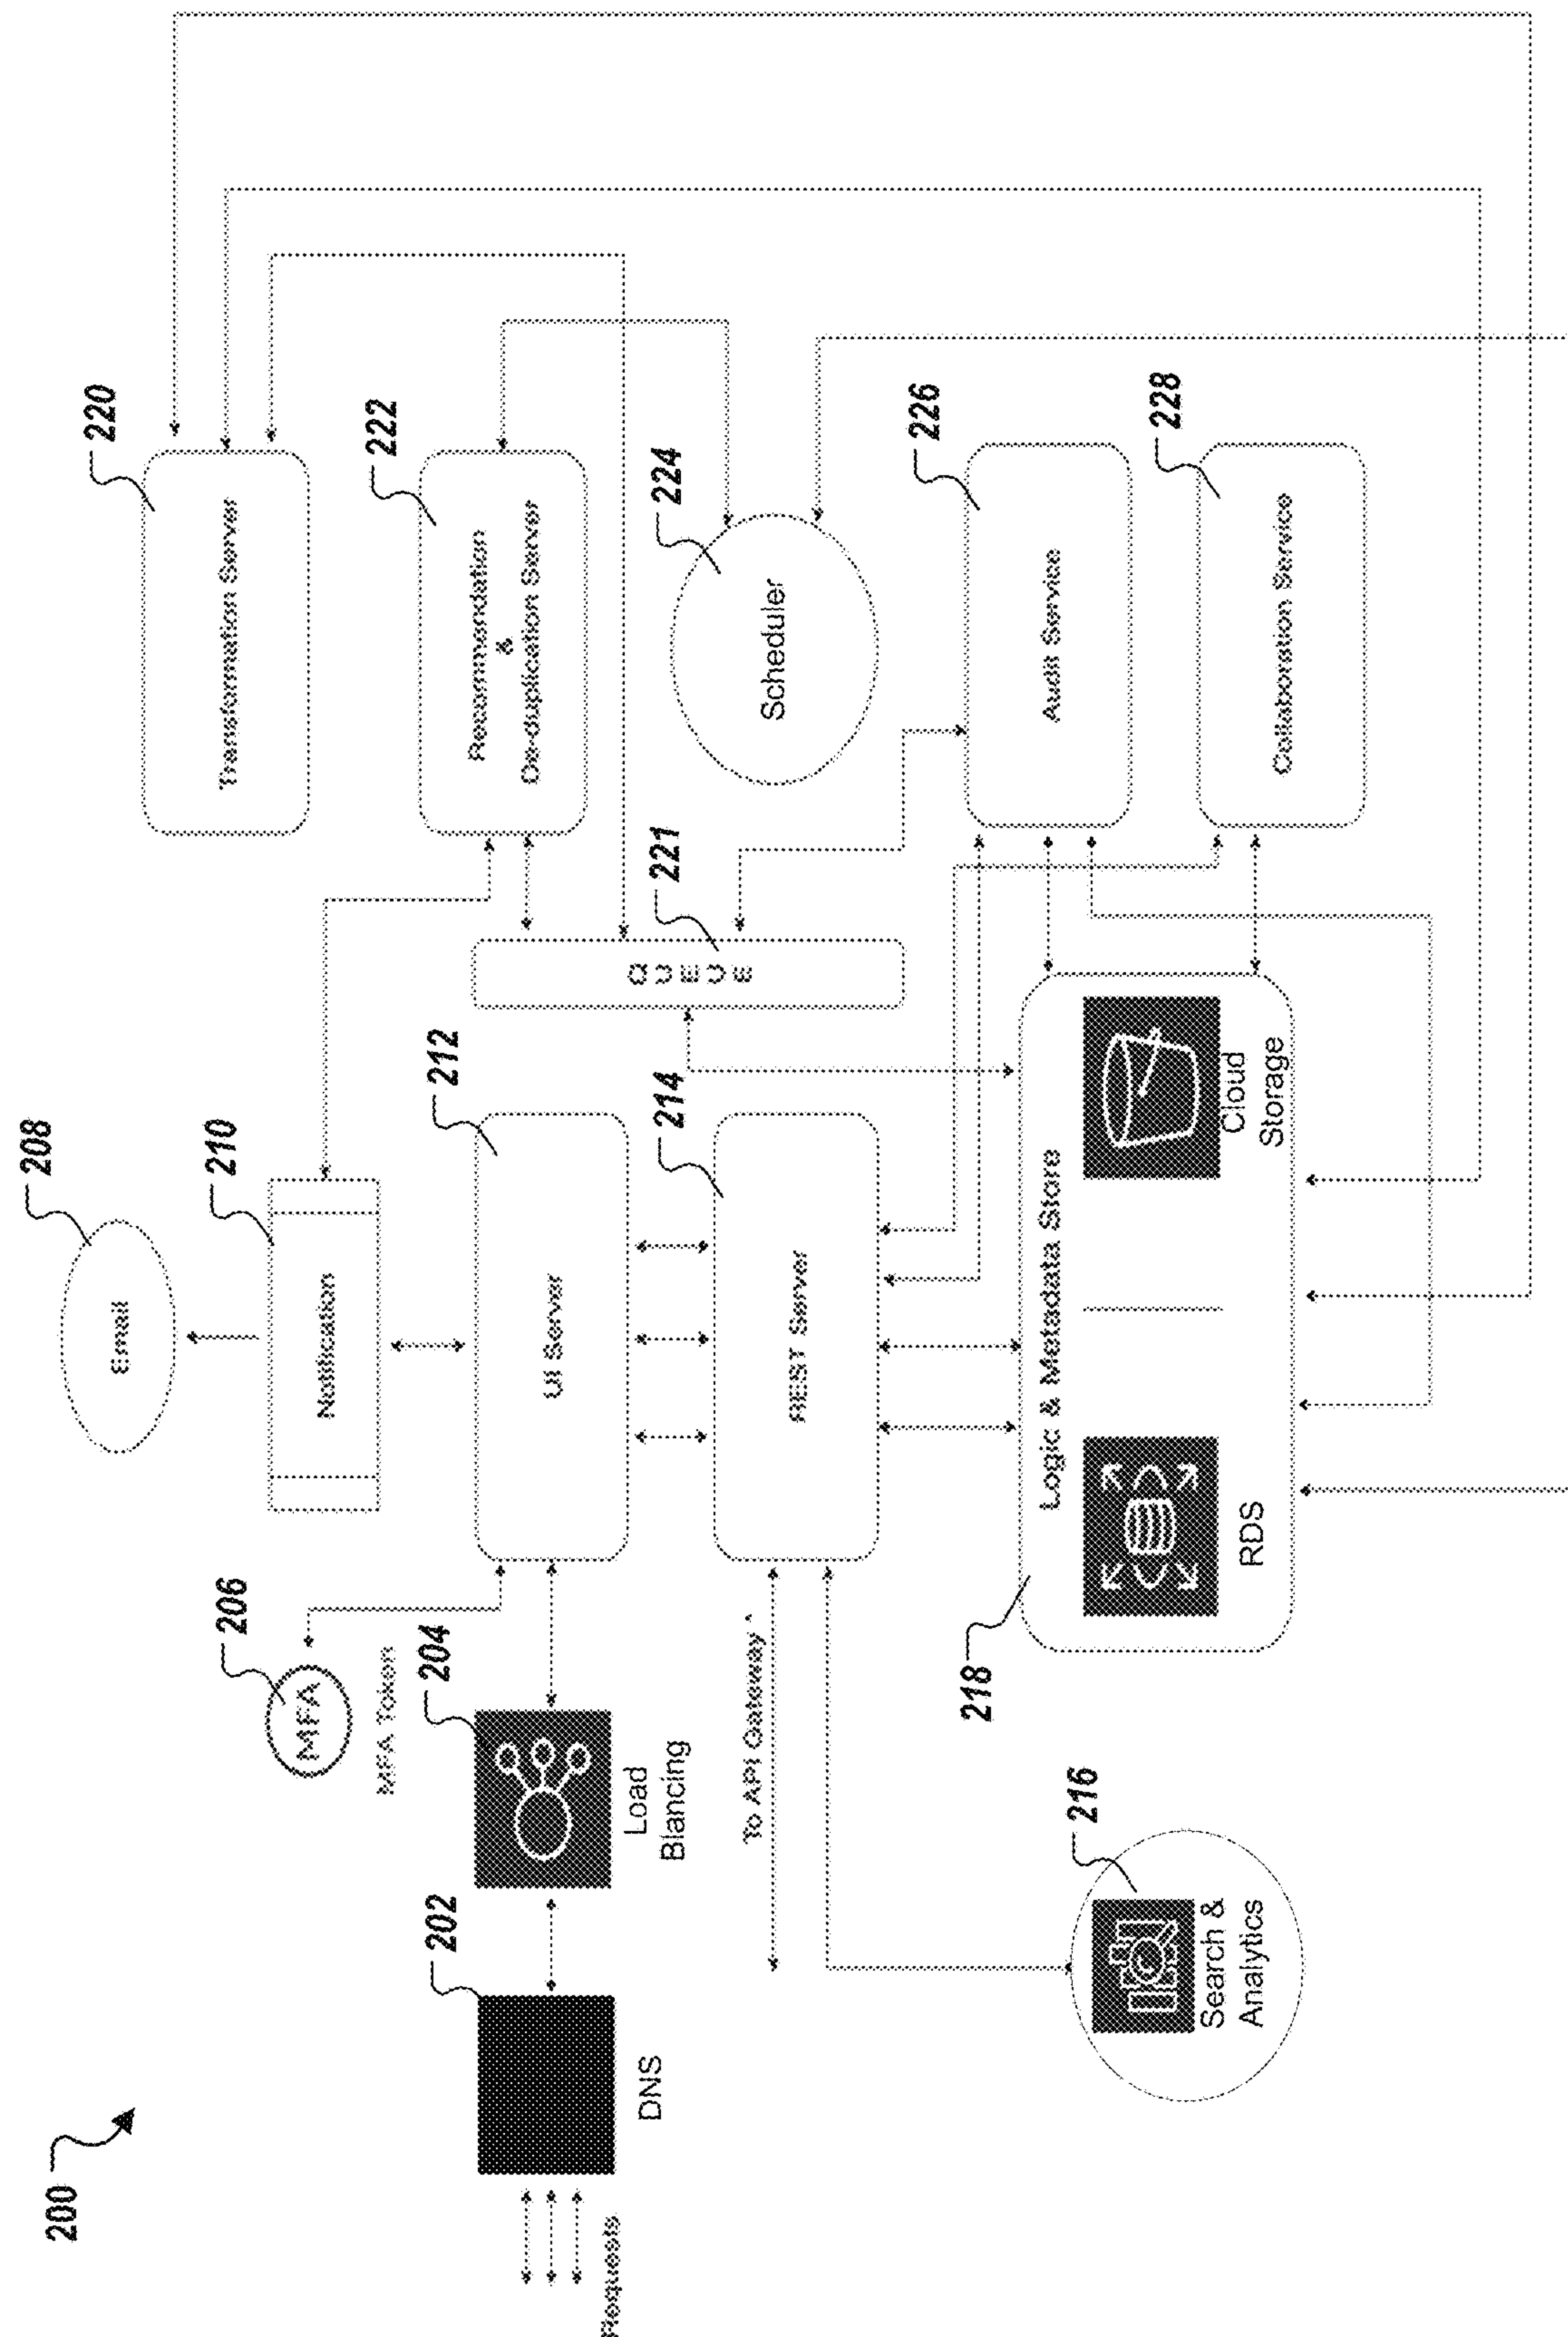 200
Requests
DNS
202
Load
Blancing
204
MFA
206
MFA Token
Email
208
Notification
210
UI Server
212
REST Server
214
To API Gateway *
Search &
Analytics
216
Logic & Metadata Store
RDS
Cloud
Storage
218
Q
U
E
U
E
221
Transformation Server
220
Recommendation
&
De-duplication Server
222
Scheduler
224
Audit Service
226
Collaboration Service
228